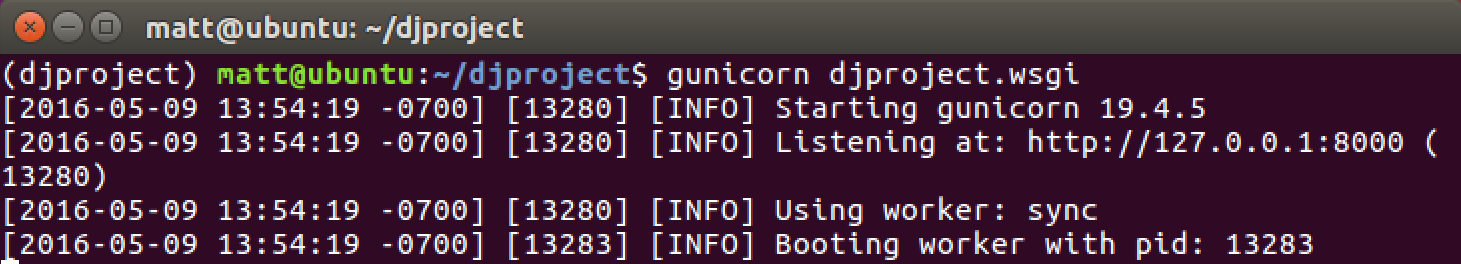 matt@ubuntu: ~/djproject
(djproject) matt@ubuntu:~/djproject$ gunicorn djproject.wsgi
[2016-05-09 13:54:19 -0700] [13280] [INFO] Starting gunicorn 19.4.5
[2016-05-09 13:54:19 -0700] [13280] [INFO] Listening at: http://127.0.0.1:8000 (
13280)
[2016-05-09 13:54:19 -0700] [13280] [INFO] Using worker: sync
[2016-05-09 13:54:19 -0700] [13283] [INFO] Booting worker with pid: 13283